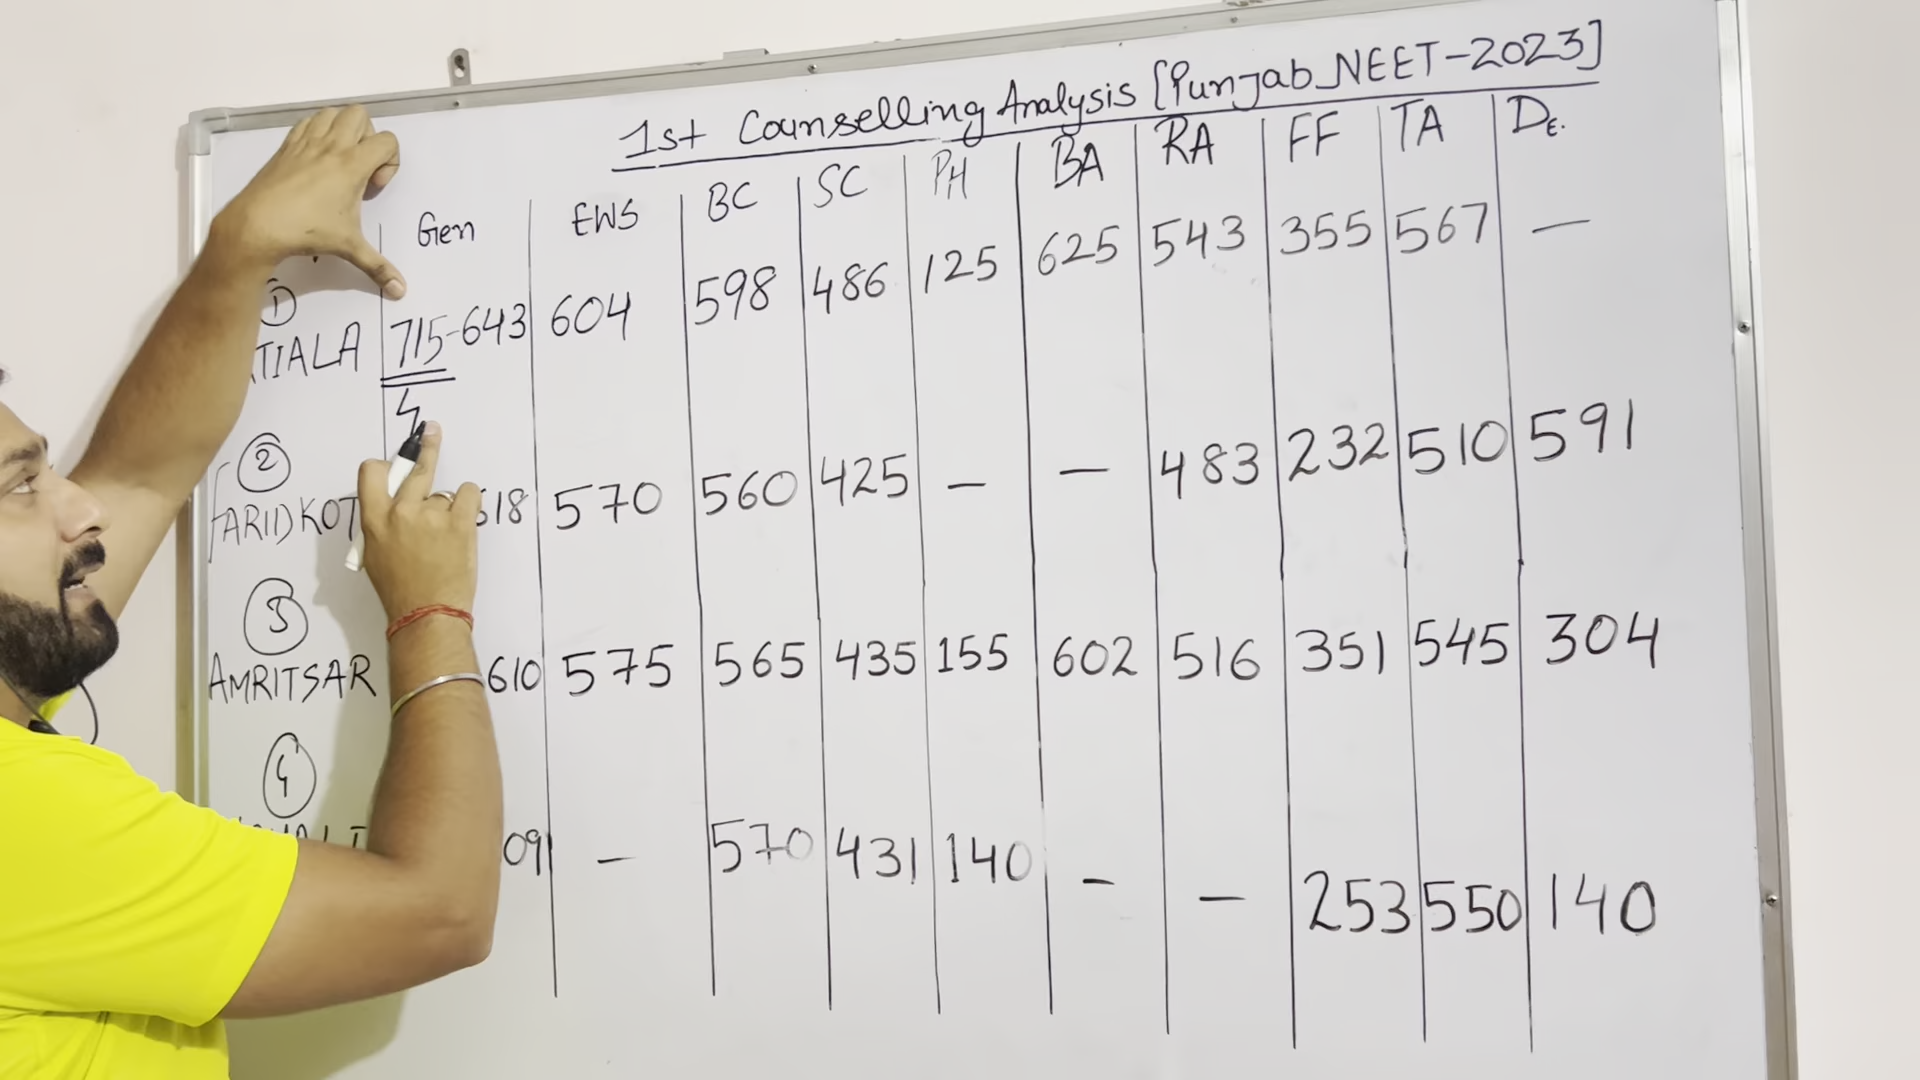 1st Counselling Analysis [Punjab NEET-2023]
Gen EWS BC SC PH BA RA FF TA DE.
1
TIALA 715-643 604 598 486 125 625 543 355 567 —
2
FARIDKOT 618 570 560 425 — — 483 232 510 591
3
AMRITSAR 610 575 565 435 155 602 516 351 545 304
4
09 — 570 431 140 — — 253 550 140